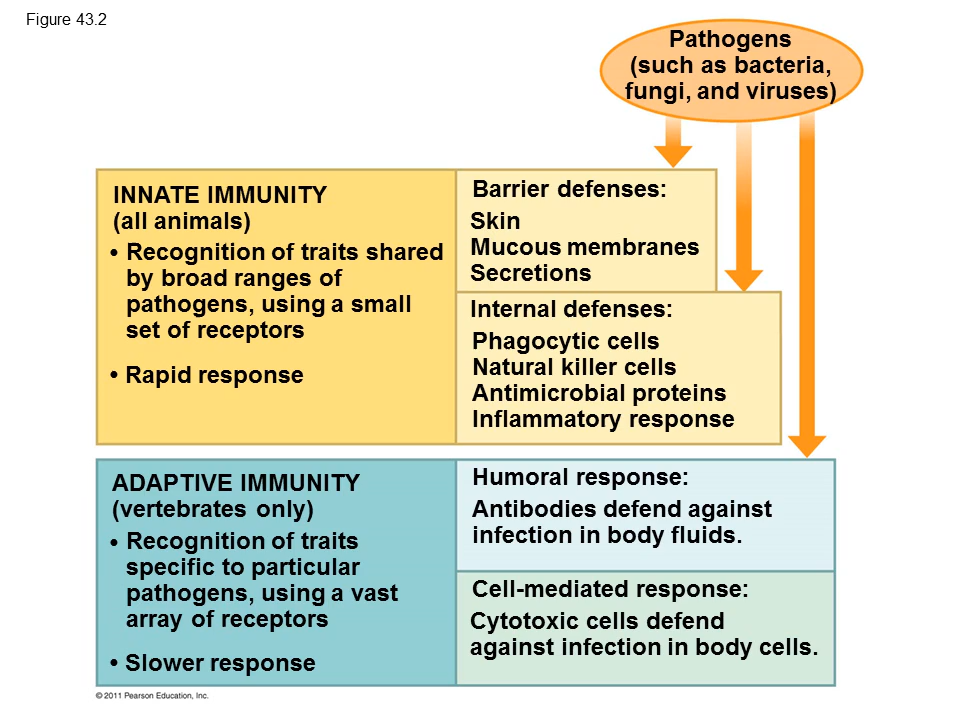 Figure 43.2
Pathogens
(such as bacteria,
fungi, and viruses)
INNATE IMMUNITY
(all animals)
• Recognition of traits shared
by broad ranges of
pathogens, using a small
set of receptors
• Rapid response
Barrier defenses:
Skin
Mucous membranes
Secretions
Internal defenses:
Phagocytic cells
Natural killer cells
Antimicrobial proteins
Inflammatory response
ADAPTIVE IMMUNITY
(vertebrates only)
• Recognition of traits
specific to particular
pathogens, using a vast
array of receptors
• Slower response
Humoral response:
Antibodies defend against
infection in body fluids.
Cell-mediated response:
Cytotoxic cells defend
against infection in body cells.
© 2011 Pearson Education, Inc.